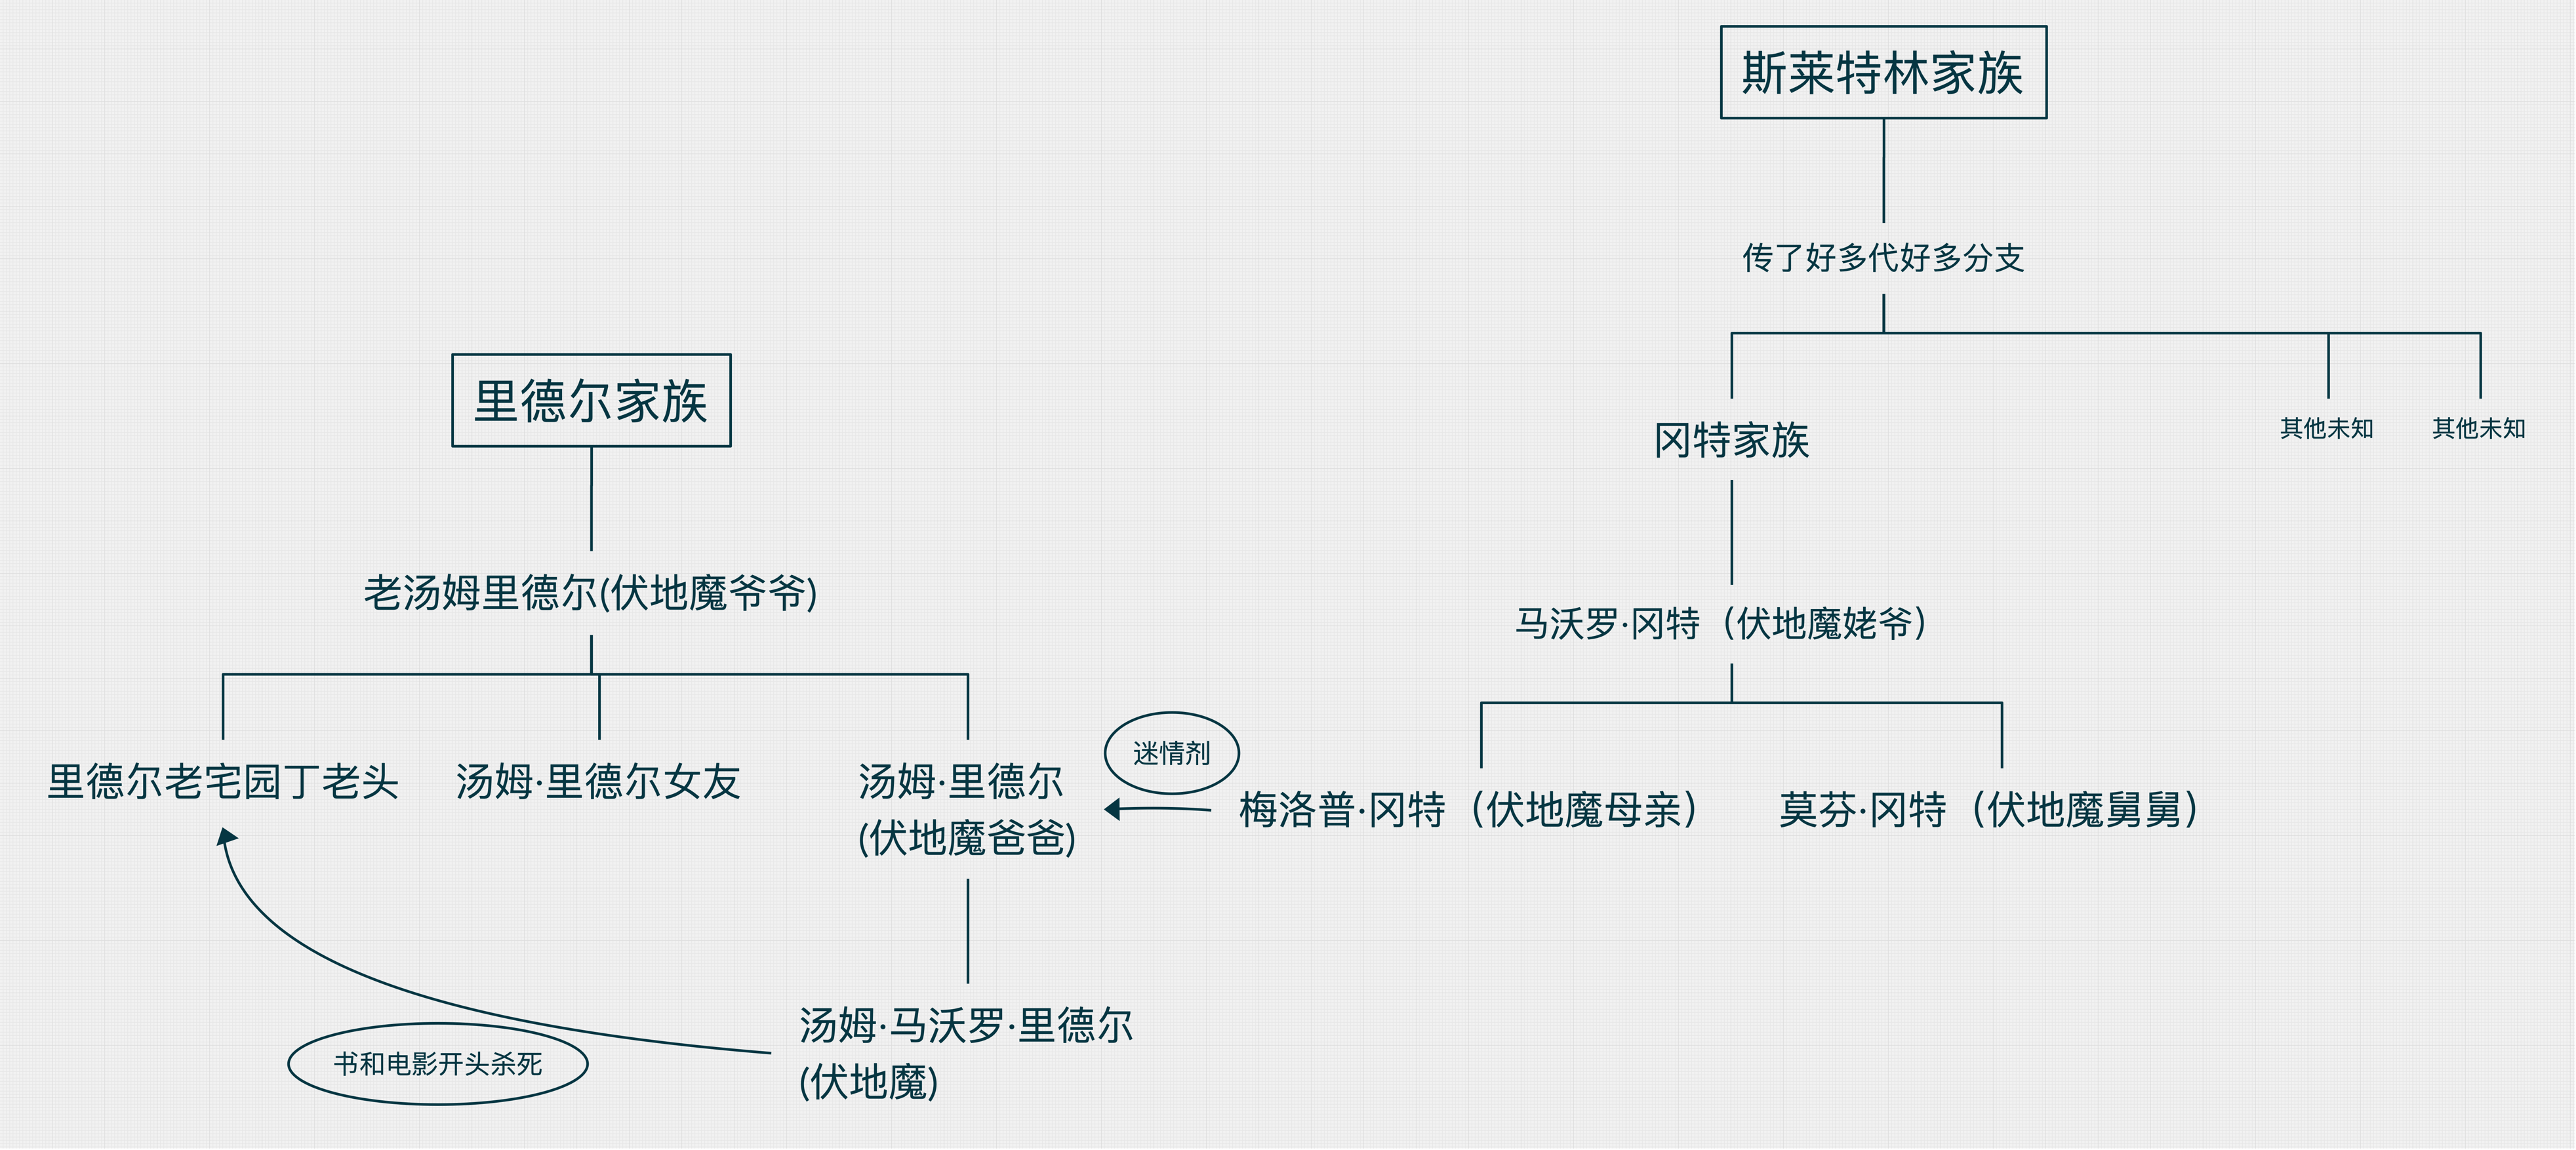 斯莱特林家族
传了好多代好多分支
里德尔家族
冈特家族
其他未知
其他未知
老汤姆里德尔(伏地魔爷爷)
马沃罗·冈特（伏地魔姥爷）
里德尔老宅园丁老头
汤姆·里德尔女友
汤姆·里德尔
(伏地魔爸爸)
迷情剂
梅洛普·冈特（伏地魔母亲）
莫芬·冈特（伏地魔舅舅）
汤姆·马沃罗·里德尔
(伏地魔)
书和电影开头杀死